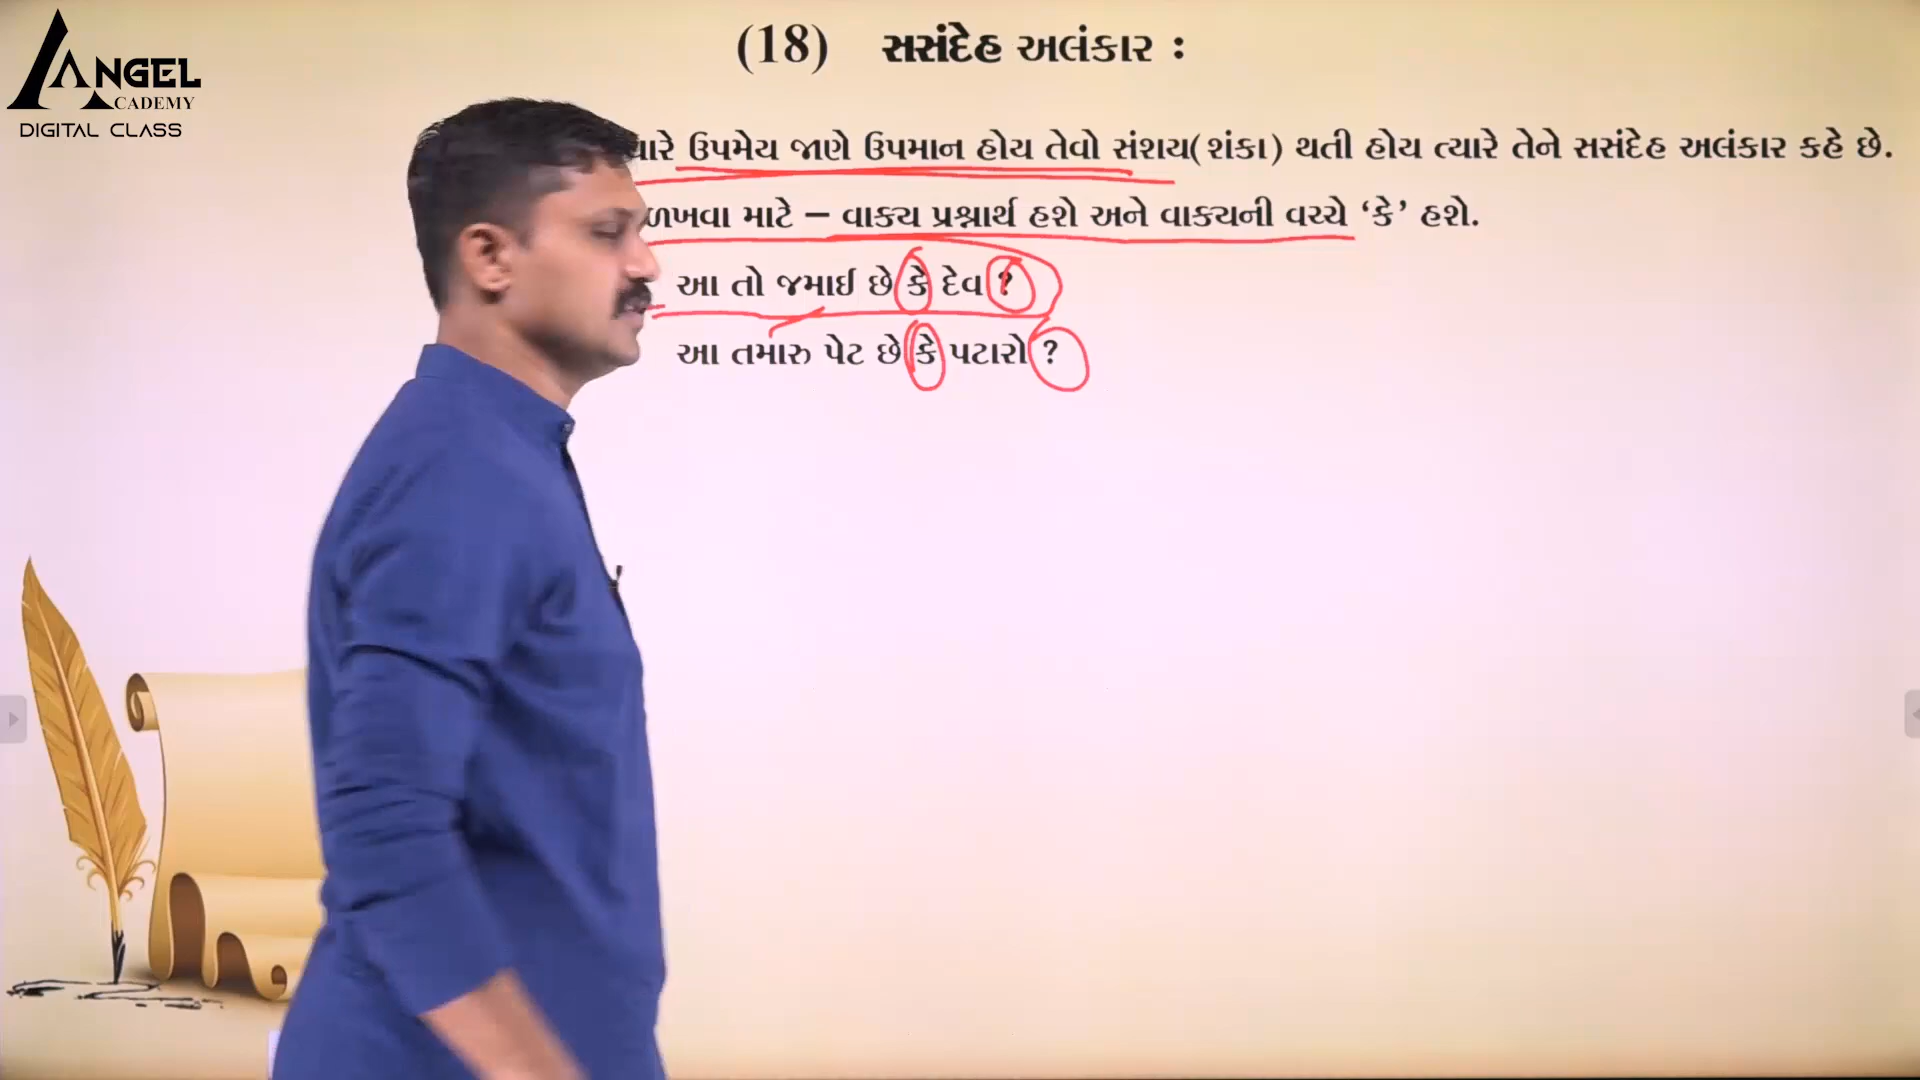 ANGEL
ACADEMY
DIGITAL CLASS
(18) સસંદેહ અલંકાર :
ઉપમેય જાણે ઉપમાન હોય તેવો સંશય(શંકા) થતી હોય ત્યારે તેને સસંદેહ અલંકાર કહે છે.
માટે – વાક્ય પ્રશ્નાર્થ હશે અને વાક્યની વચ્ચે ‘કે’ હશે.
આ તો જમાઈ છે કે દેવ ?
આ તમારુ પેટ છે કે પટારો ?